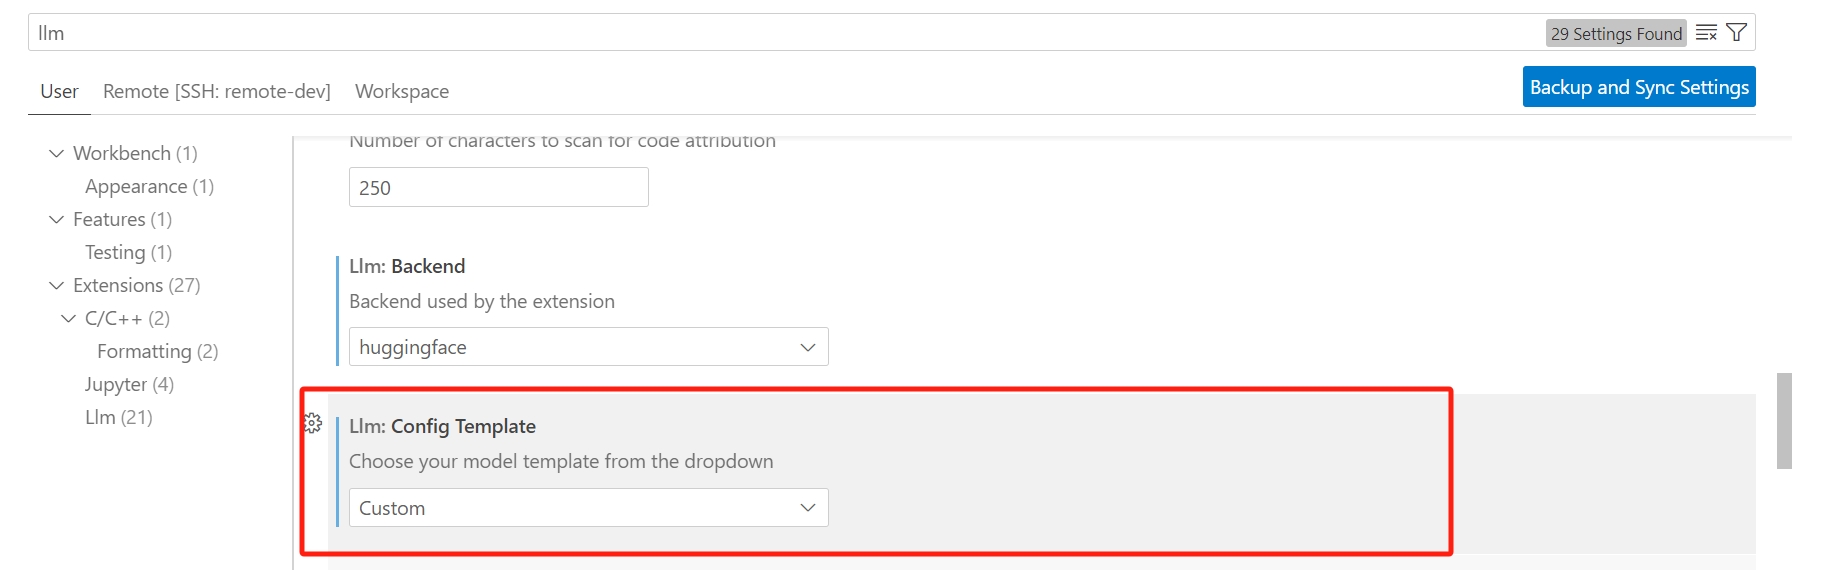 llm
29 Settings Found
User
Remote [SSH: remote-dev]
Workspace
Backup and Sync Settings
Workbench (1)
Appearance (1)
Features (1)
Testing (1)
Extensions (27)
C/C++ (2)
Formatting (2)
Jupyter (4)
Llm (21)
Number of characters to scan for code attribution
250
Llm: Backend
Backend used by the extension
huggingface
Llm: Config Template
Choose your model template from the dropdown
Custom